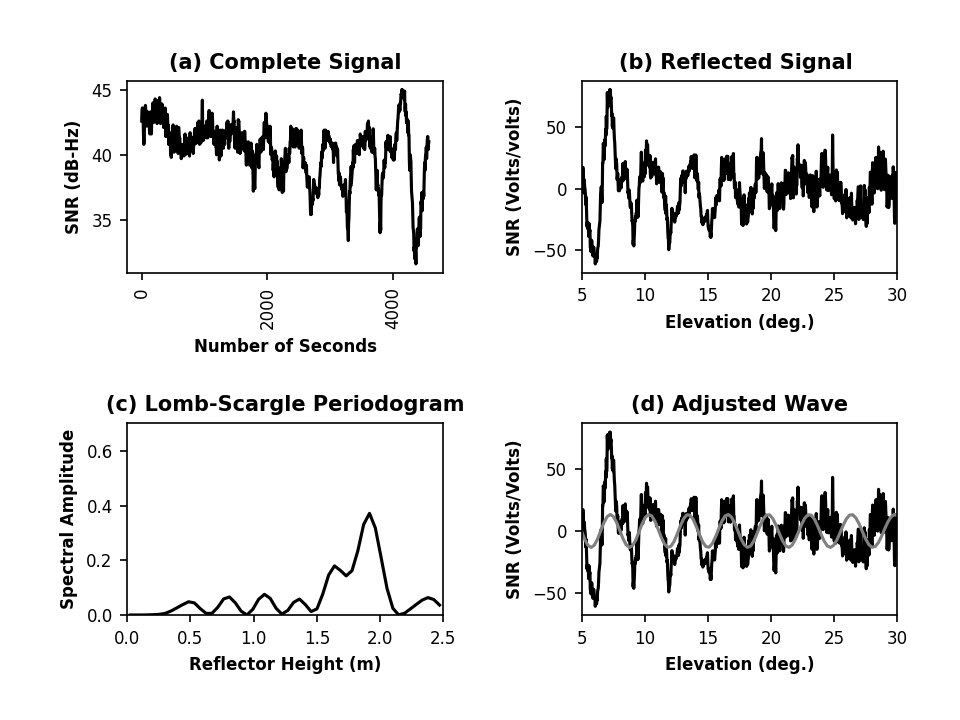 (a) Complete Signal
SNR (dB-Hz)
45
40
35
0
2000
4000
Number of Seconds
(b) Reflected Signal
SNR (Volts/volts)
50
0
−50
5 10 15 20 25 30
Elevation (deg.)
(c) Lomb-Scargle Periodogram
Spectral Amplitude
0.6
0.4
0.2
0.0
0.0 0.5 1.0 1.5 2.0 2.5
Reflector Height (m)
(d) Adjusted Wave
SNR (Volts/Volts)
50
0
−50
5 10 15 20 25 30
Elevation (deg.)